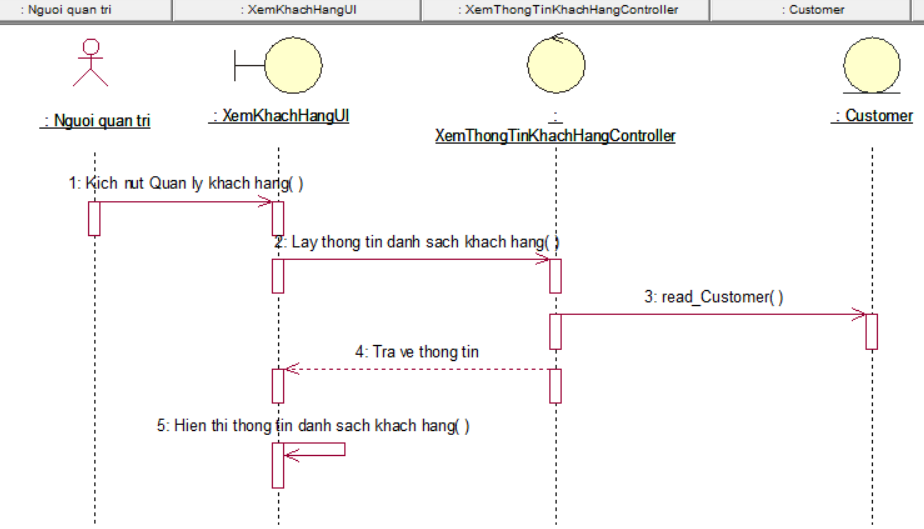 : Nguoi quan tri
: XemKhachHangUI
: XemThongTinKhachHangController
: Customer
: Nguoi quan tri
: XemKhachHangUI
:
XemThongTinKhachHangController
: Customer
1: Kich nut Quan ly khach hang( )
2: Lay thong tin danh sach khach hang( )
3: read_Customer( )
4: Tra ve thong tin
5: Hien thi thong tin danh sach khach hang( )